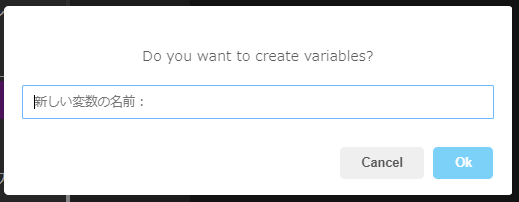 Do you want to create variables?
新しい変数の名前：
Cancel
Ok